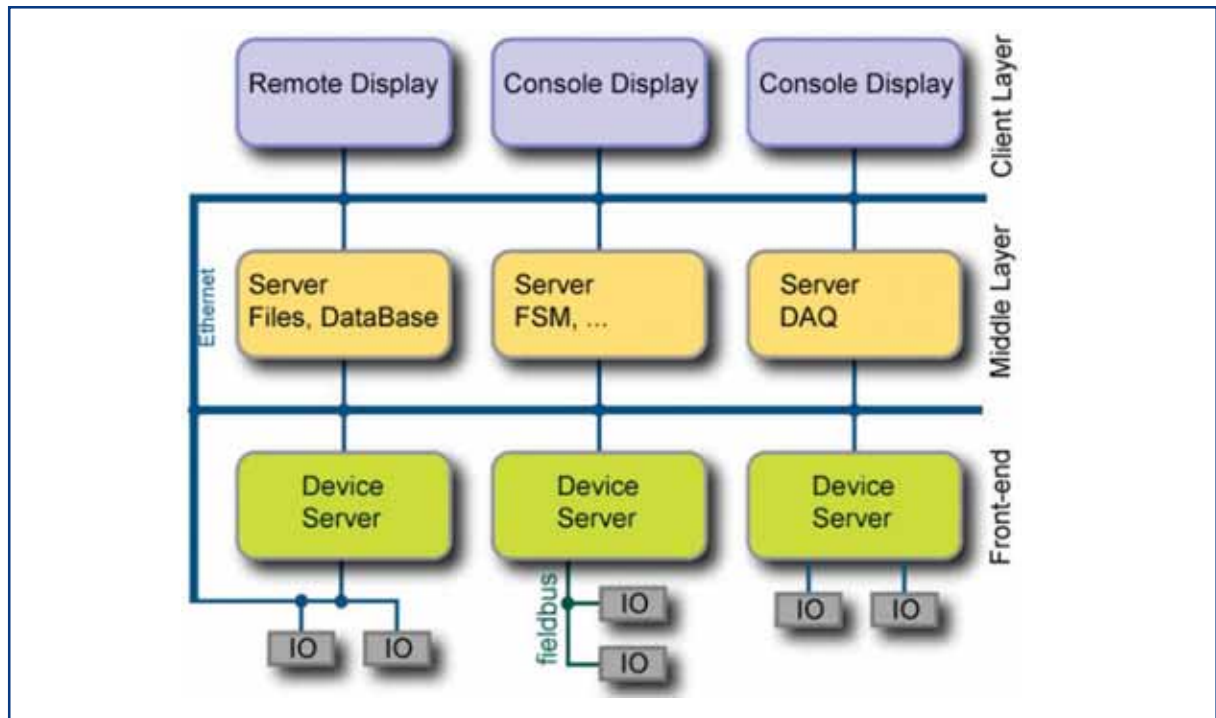 Remote Display
Console Display
Console Display
Client Layer
Ethernet
Server
Files, DataBase
Server
FSM, ...
Server
DAQ
Middle Layer
Device
Server
Device
Server
Device
Server
Front-end
IO
IO
fieldbus
IO
IO
IO
IO